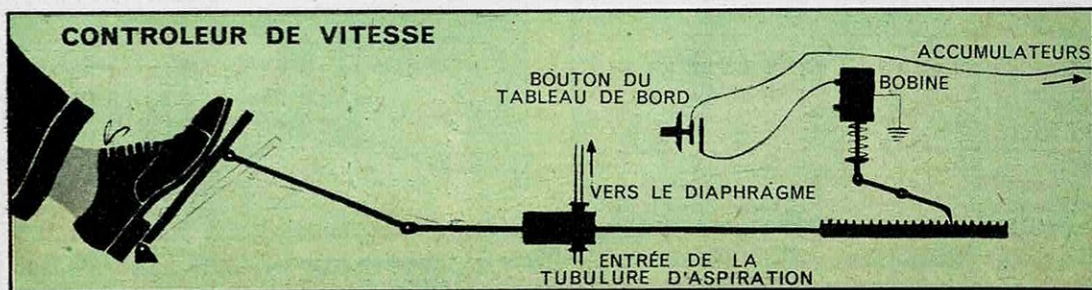 CONTROLEUR DE VITESSE
BOUTON DU
TABLEAU DE BORD
ACCUMULATEURS
BOBINE
VERS LE DIAPHRAGME
ENTRÉE DE LA
TUBULURE D'ASPIRATION